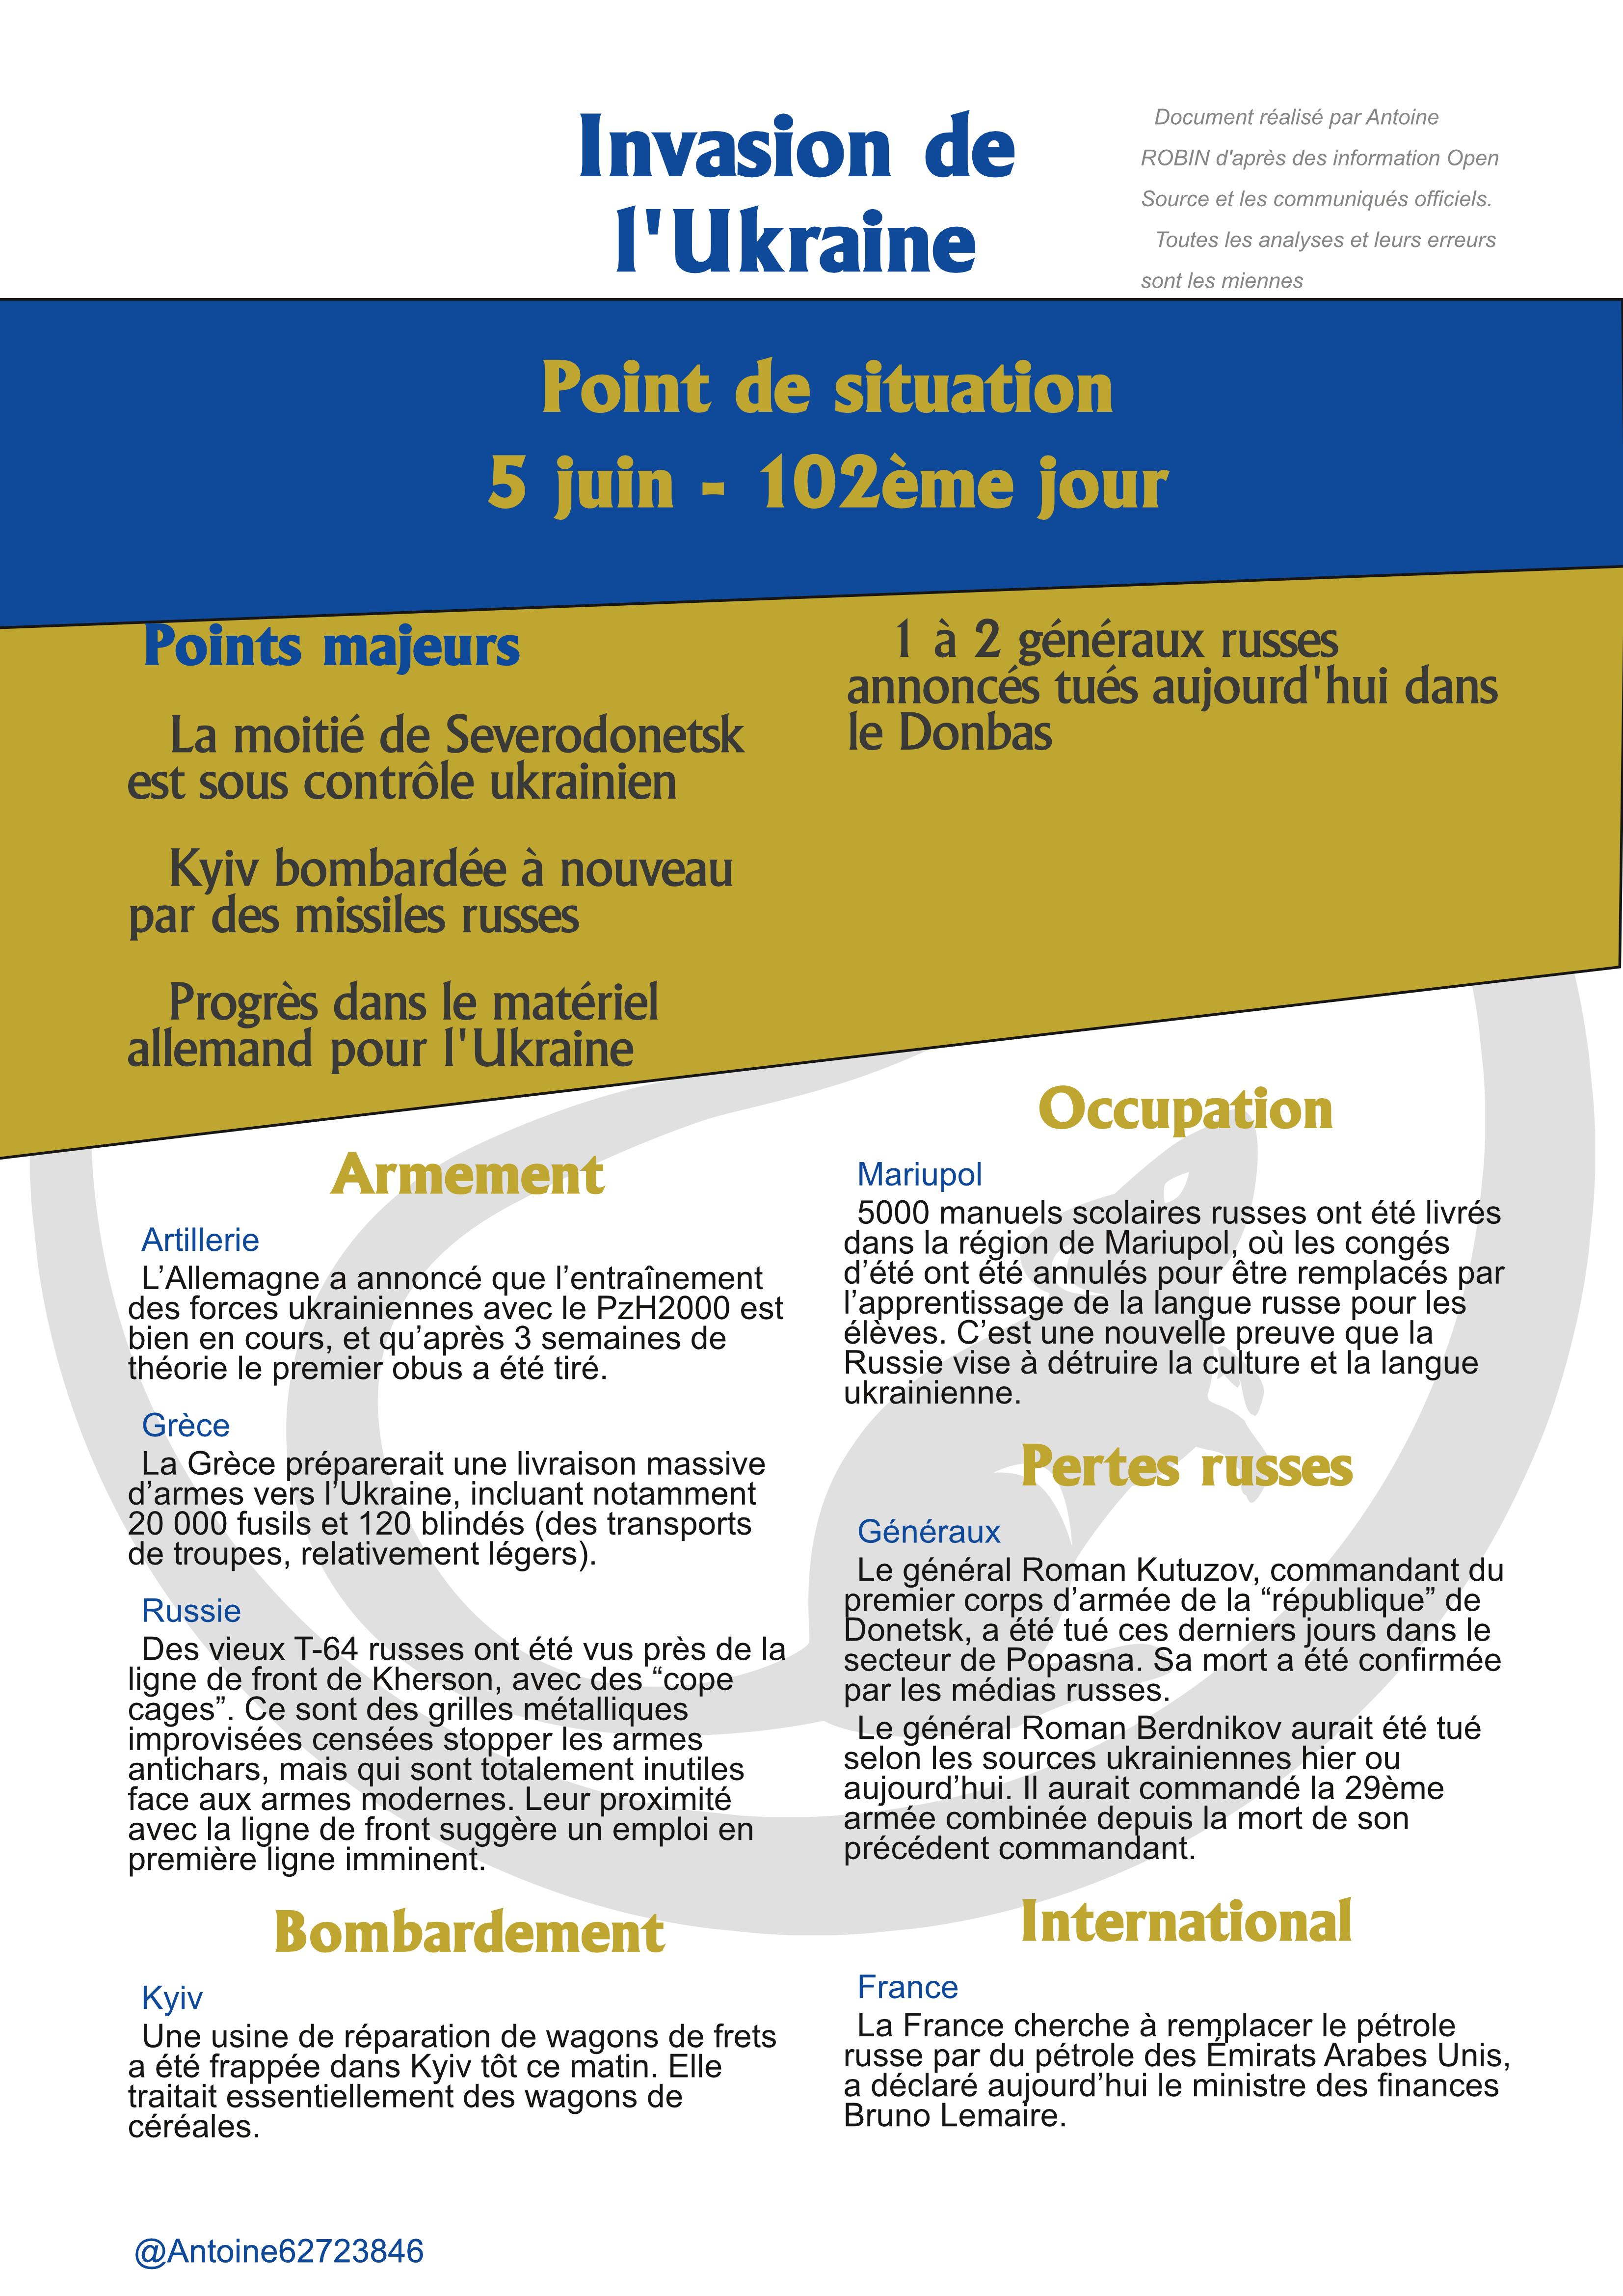 Invasion de
l'Ukraine
Document réalisé par Antoine
ROBIN d'après des information Open
Source et les communiqués officiels.
Toutes les analyses et leurs erreurs
sont les miennes
Point de situation
5 juin - 102ème jour
Points majeurs
La moitié de Severodonetsk
est sous contrôle ukrainien
Kyiv bombardée à nouveau
par des missiles russes
Progrès dans le matériel
allemand pour l'Ukraine
1 à 2 généraux russes
annoncés tués aujourd'hui dans
le Donbas
Armement
Artillerie
L’Allemagne a annoncé que l’entraînement
des forces ukrainiennes avec le PzH2000 est
bien en cours, et qu’après 3 semaines de
théorie le premier obus a été tiré.
Grèce
La Grèce préparerait une livraison massive
d’armes vers l’Ukraine, incluant notamment
20 000 fusils et 120 blindés (des transports
de troupes, relativement légers).
Russie
Des vieux T-64 russes ont été vus près de la
ligne de front de Kherson, avec des “cope
cages”. Ce sont des grilles métalliques
improvisées censées stopper les armes
antichars, mais qui sont totalement inutiles
face aux armes modernes. Leur proximité
avec la ligne de front suggère un emploi en
première ligne imminent.
Bombardement
Kyiv
Une usine de réparation de wagons de frets
a été frappée dans Kyiv tôt ce matin. Elle
traitait essentiellement des wagons de
céréales.
Occupation
Mariupol
5000 manuels scolaires russes ont été livrés
dans la région de Mariupol, où les congés
d’été ont été annulés pour être remplacés par
l’apprentissage de la langue russe pour les
élèves. C’est une nouvelle preuve que la
Russie vise à détruire la culture et la langue
ukrainienne.
Pertes russes
Généraux
Le général Roman Kutuzov, commandant du
premier corps d’armée de la “république” de
Donetsk, a été tué ces derniers jours dans le
secteur de Popasna. Sa mort a été confirmée
par les médias russes.
Le général Roman Berdnikov aurait été tué
selon les sources ukrainiennes hier ou
aujourd’hui. Il aurait commandé la 29ème
armée combinée depuis la mort de son
précédent commandant.
International
France
La France cherche à remplacer le pétrole
russe par du pétrole des Émirats Arabes Unis,
a déclaré aujourd’hui le ministre des finances
Bruno Lemaire.
@Antoine62723846